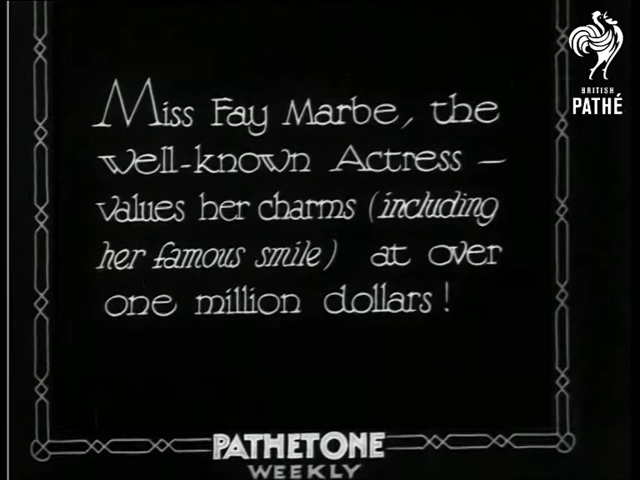 BRITISH
PATHÉ
Miss Fay Marbe, the
well-known Actress —
values her charms (including
her famous smile) at over
one million dollars!
PATHETONE
WEEKLY